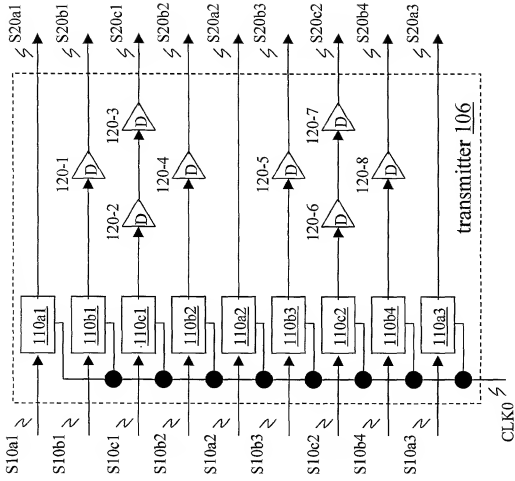 S20a1
S20b1
S20c1
S20b2
S20a2
S20b3
S20c2
S20b4
S20a3
120-3
120-7
D
D
120-1
120-4
120-5
120-8
D
D
D
D
120-2
120-6
D
D
transmitter 106
110a1
110b1
110c1
110b2
110a2
110b3
110c2
110b4
110a3
S10a1
S10b1
S10c1
S10b2
S10a2
S10b3
S10c2
S10b4
S10a3
CLK0